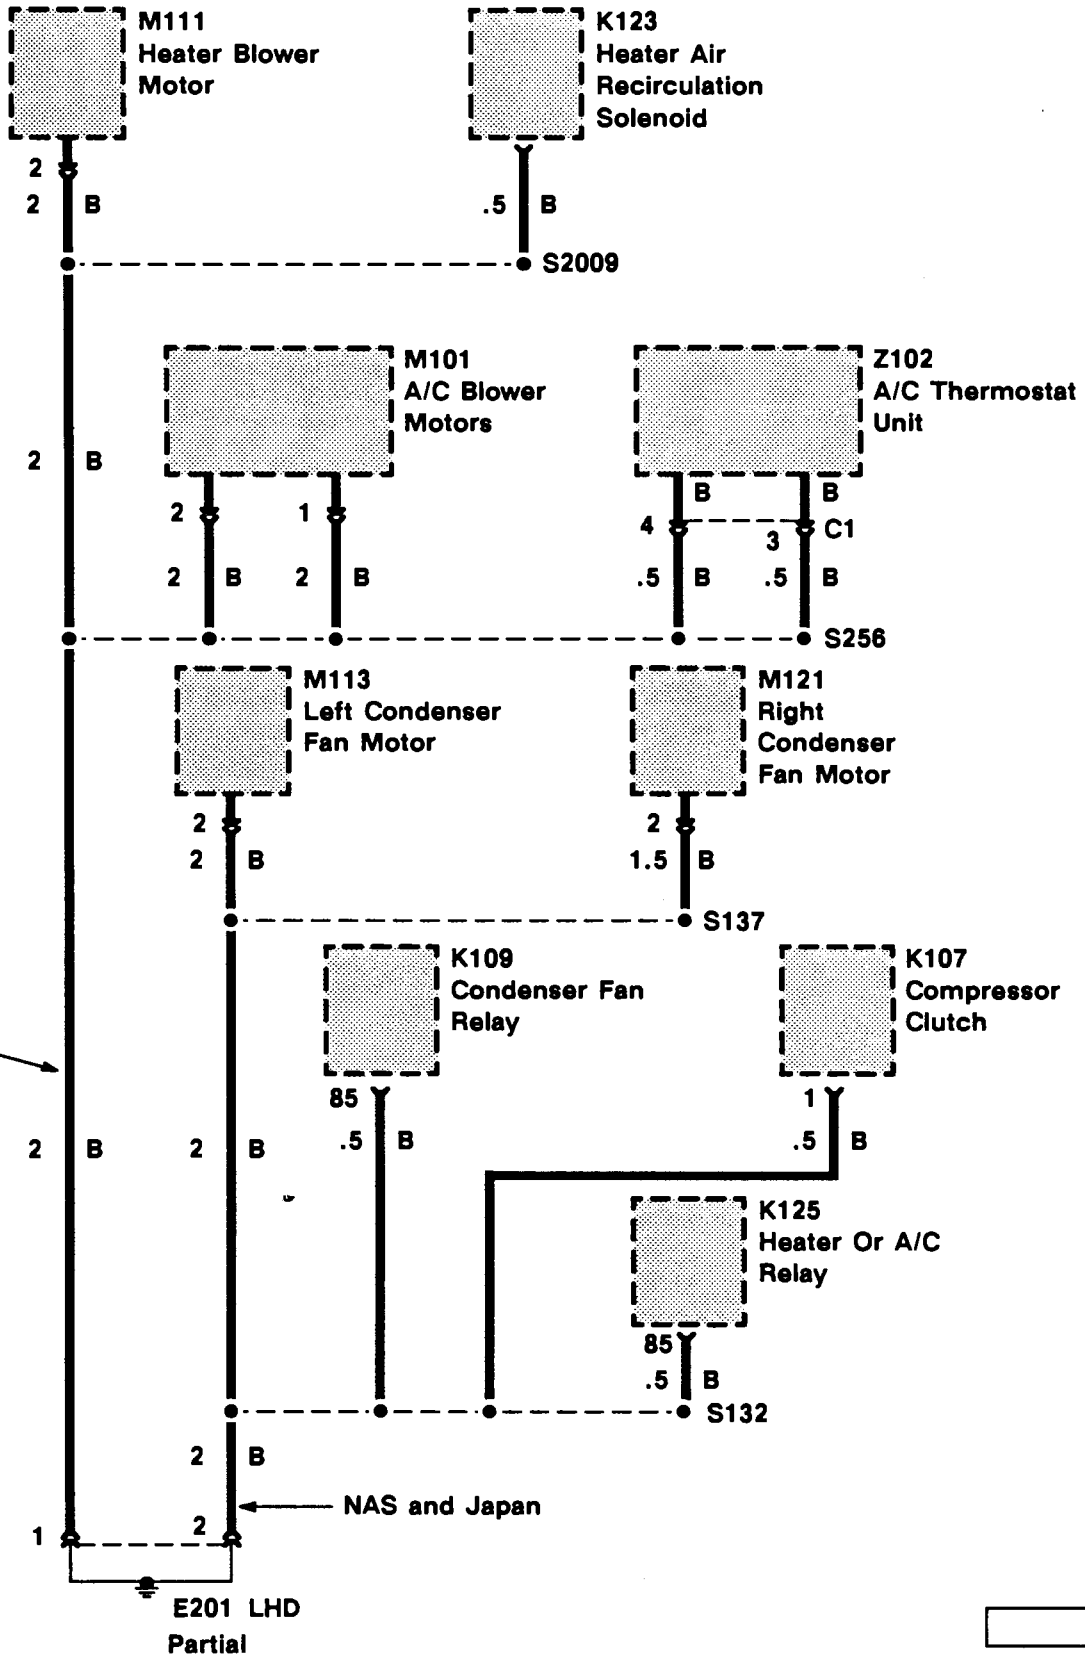 M111
Heater Blower
Motor
K123
Heater Air
Recirculation
Solenoid
2
2 B
.5 B
S2009
M101
A/C Blower
Motors
Z102
A/C Thermostat
Unit
2 B
B B
2 1
4 3 C1
2 B 2 B
.5 B .5 B
S256
M113
Left Condenser
Fan Motor
M121
Right
Condenser
Fan Motor
2 2
2 B 1.5 B
S137
K109
Condenser Fan
Relay
K107
Compressor
Clutch
85 1
2 B 2 B .5 B .5 B
K125
Heater Or A/C
Relay
85
.5 B
S132
2 B
NAS and Japan
1 2
E201 LHD
Partial